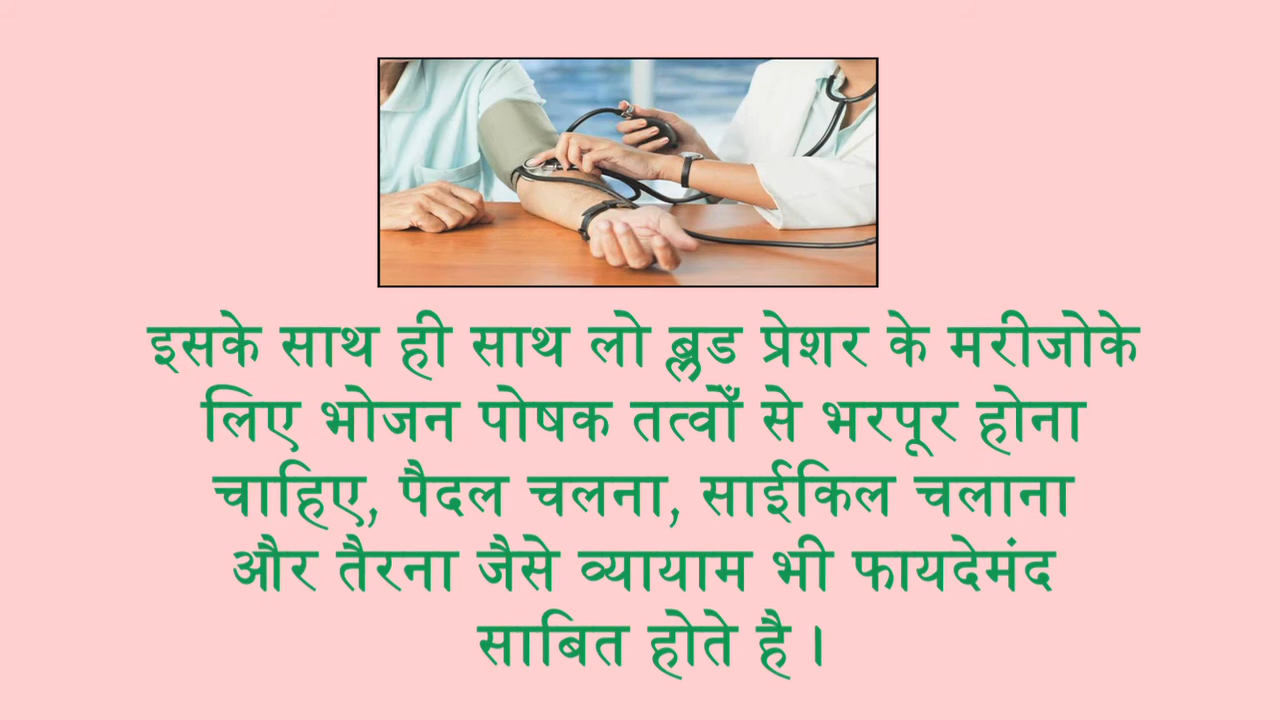 इसके साथ ही साथ लो ब्लड प्रेशर के मरीजोके
लिए भोजन पोषक तत्वोँ से भरपूर होना
चाहिए, पैदल चलना, साईकिल चलाना
और तैरना जैसे व्यायाम भी फायदेमंद
साबित होते है ।